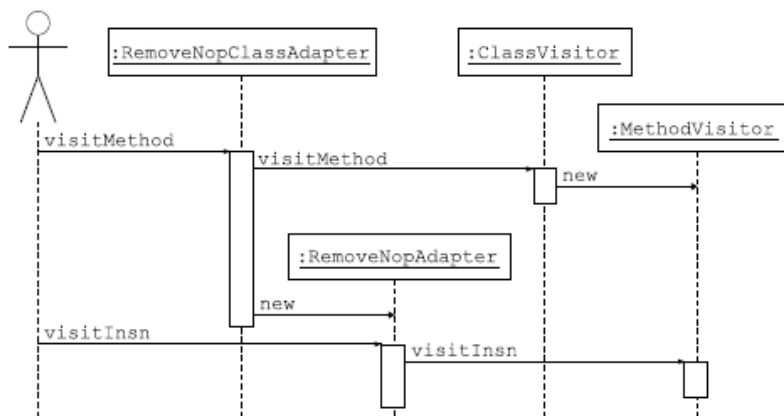 :RemoveNopClassAdapter
:ClassVisitor
:MethodVisitor
visitMethod
visitMethod
new
:RemoveNopAdapter
new
visitInsn
visitInsn